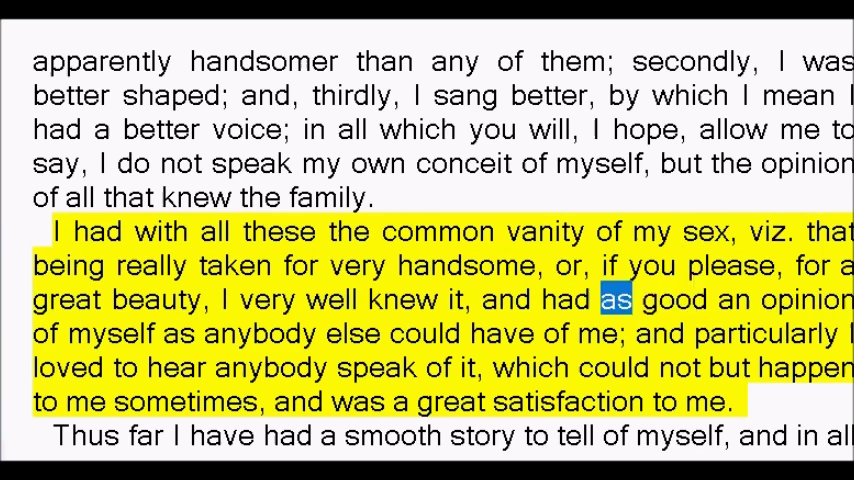 apparently handsomer than any of them; secondly, I was
better shaped; and, thirdly, I sang better, by which I mean I
had a better voice; in all which you will, I hope, allow me to
say, I do not speak my own conceit of myself, but the opinion
of all that knew the family.
I had with all these the common vanity of my sex, viz. that
being really taken for very handsome, or, if you please, for a
great beauty, I very well knew it, and had as good an opinion
of myself as anybody else could have of me; and particularly I
loved to hear anybody speak of it, which could not but happen
to me sometimes, and was a great satisfaction to me.
Thus far I have had a smooth story to tell of myself, and in all